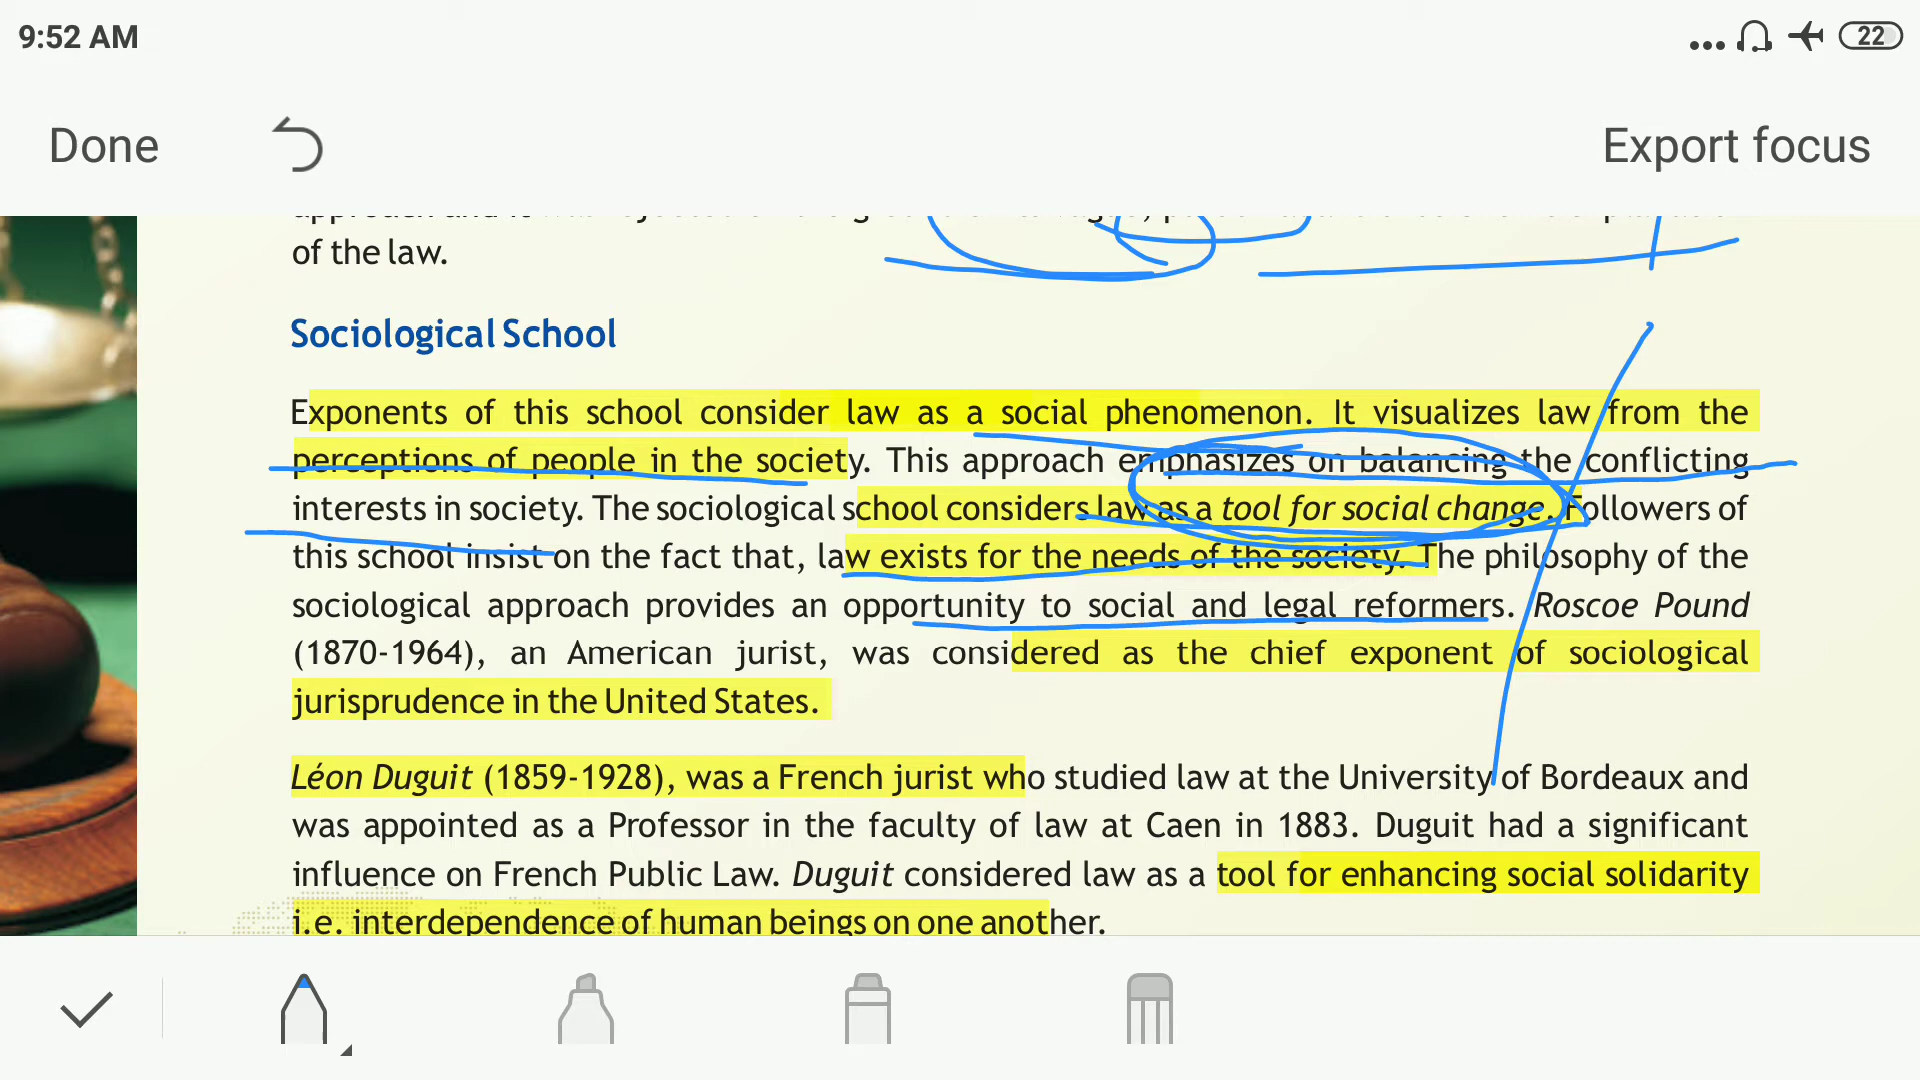 9:52 AM
22
Done
Export focus
of the law.
Sociological School
Exponents of this school consider law as a social phenomenon. It visualizes law from the
perceptions of people in the society. This approach emphasizes on balancing the conflicting
interests in society. The sociological school considers law as a tool for social change. Followers of
this school insist on the fact that, law exists for the needs of the society. The philosophy of the
sociological approach provides an opportunity to social and legal reformers. Roscoe Pound
(1870-1964), an American jurist, was considered as the chief exponent of sociological
jurisprudence in the United States.
Léon Duguit (1859-1928), was a French jurist who studied law at the University of Bordeaux and
was appointed as a Professor in the faculty of law at Caen in 1883. Duguit had a significant
influence on French Public Law. Duguit considered law as a tool for enhancing social solidarity
i.e. interdependence of human beings on one another.